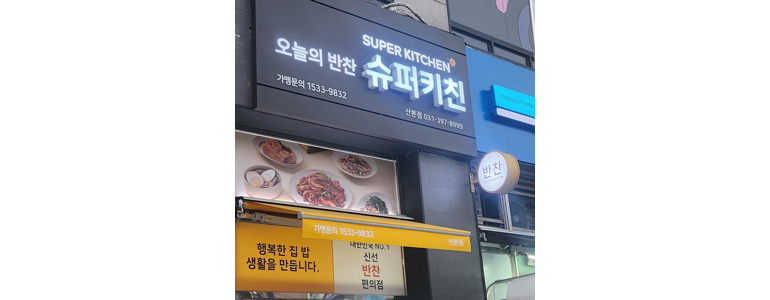 SUPER KITCHEN
오늘의 반찬 슈퍼키친
가맹문의 1533-9832
산본점 031-397-8995
반찬
가맹문의 1533-9832
산본점
행복한 집 밥
생활을 만듭니다.
대한민국 NO.1
신선
반찬
편의점